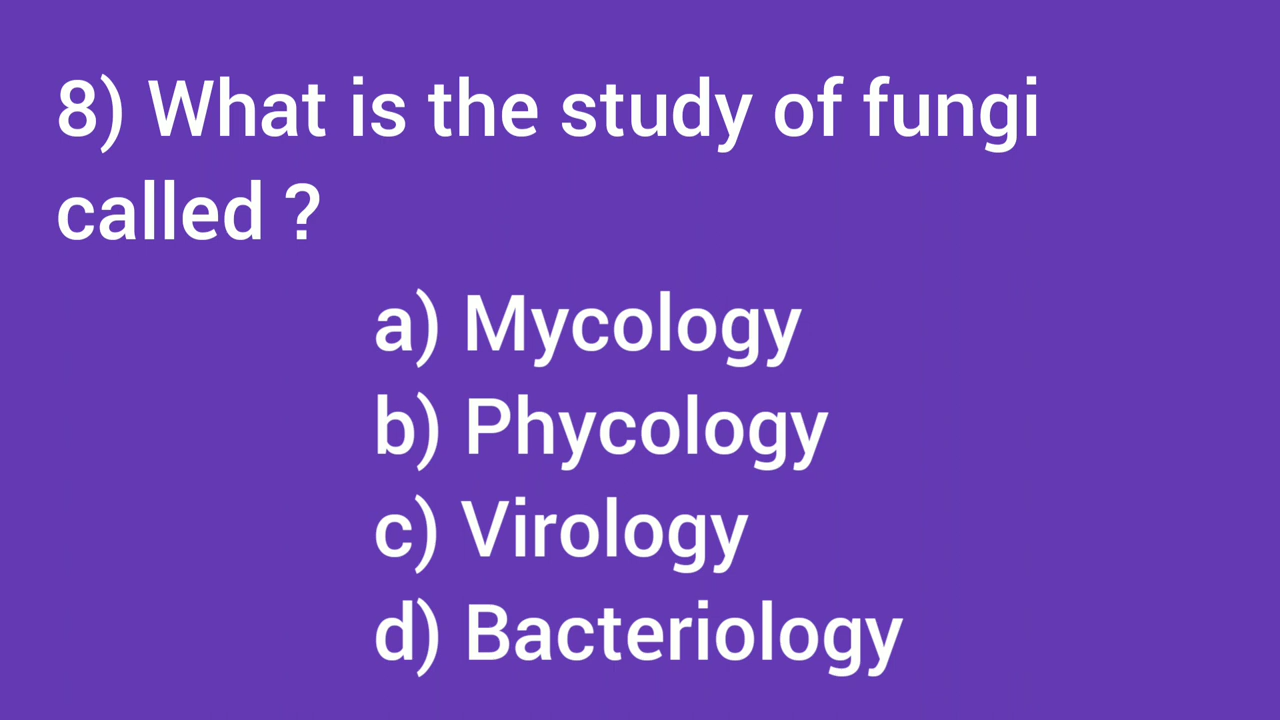 8) What is the study of fungi
called ?
a) Mycology
b) Phycology
c) Virology
d) Bacteriology